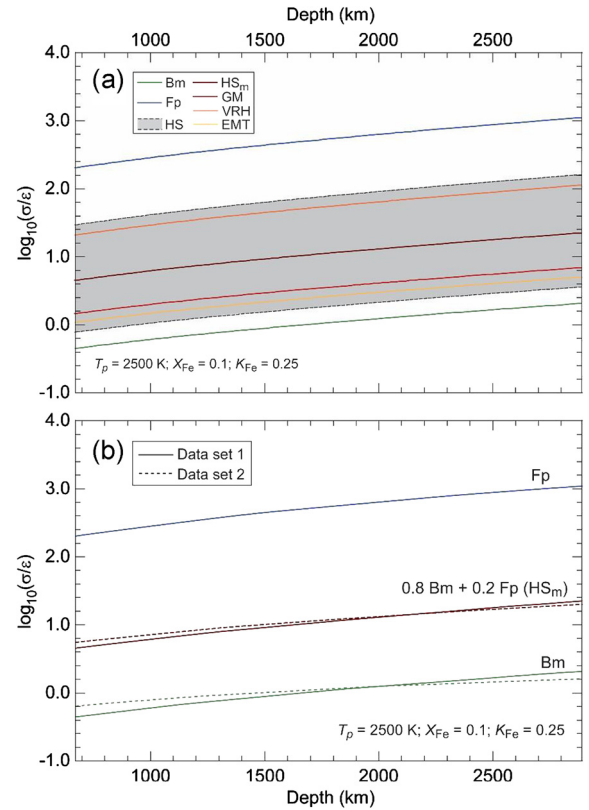 Depth (km)
1000 1500 2000 2500
4.0
(a)
Bm HSm
Fp GM
VRH
HS EMT
3.0
2.0
log10(σ/ε)
1.0
0.0
Tp = 2500 K; XFe = 0.1; KFe = 0.25
-1.0
4.0
(b)
Data set 1
Data set 2
Fp
3.0
2.0
log10(σ/ε)
0.8 Bm + 0.2 Fp (HSm)
1.0
Bm
0.0
Tp = 2500 K; XFe = 0.1; KFe = 0.25
-1.0
1000 1500 2000 2500
Depth (km)